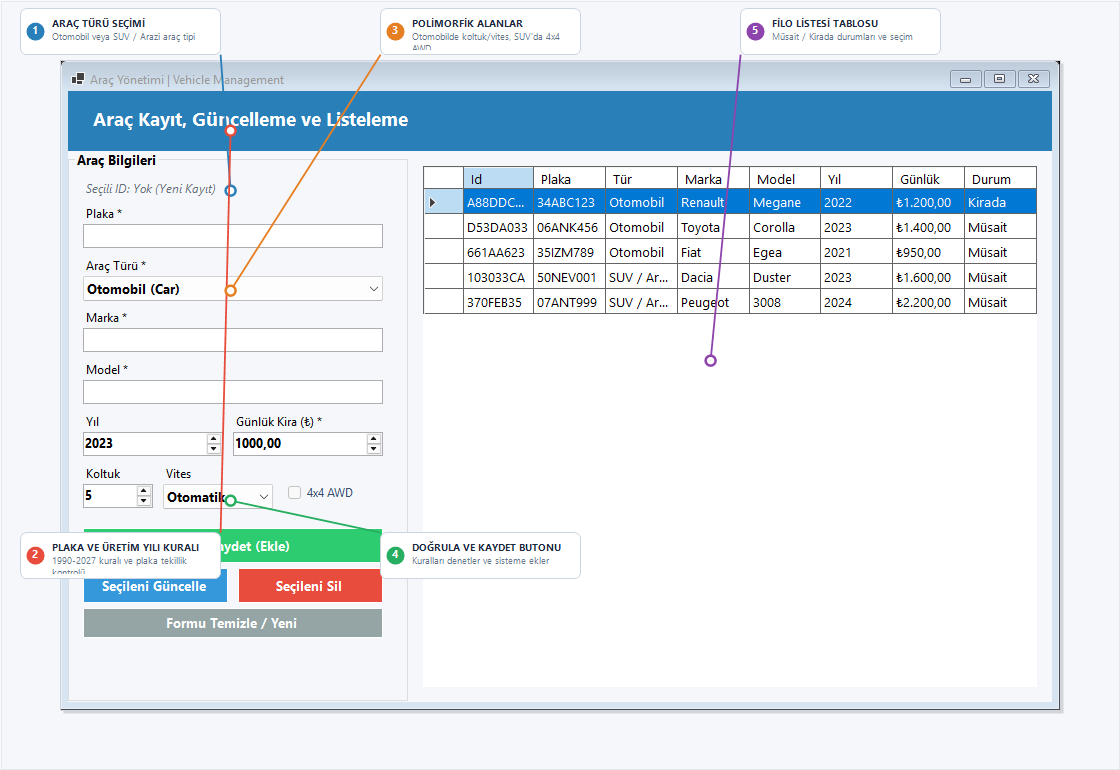 1 ARAÇ TÜRÜ SEÇİMİ
Otomobil veya SUV / Arazi araç tipi
3 POLİMORFİK ALANLAR
Otomobilde koltuk/vites, SUV'da 4x4
AWD
5 FİLO LİSTESİ TABLOSU
Müsait / Kirada durumları ve seçim
Araç Yönetimi | Vehicle Management
Araç Kayıt, Güncelleme ve Listeleme
Araç Bilgileri
Seçili ID: Yok (Yeni Kayıt)
Plaka *
Araç Türü *
Otomobil (Car)
Marka *
Model *
Yıl Günlük Kira (₺) *
2023 1000,00
Koltuk Vites
5 Otomatik 4x4 AWD
aydet (Ekle)
Seçileni Güncelle Seçileni Sil
Formu Temizle / Yeni
Id Plaka Tür Marka Model Yıl Günlük Durum
A88DDC... 34ABC123 Otomobil Renault Megane 2022 ₺1.200,00 Kirada
D53DA033 06ANK456 Otomobil Toyota Corolla 2023 ₺1.400,00 Müsait
661AA623 35IZM789 Otomobil Fiat Egea 2021 ₺950,00 Müsait
103033CA 50NEV001 SUV / Ar... Dacia Duster 2023 ₺1.600,00 Müsait
370FEB35 07ANT999 SUV / Ar... Peugeot 3008 2024 ₺2.200,00 Müsait
2 PLAKA VE ÜRETİM YILI KURALI
1990-2027 kuralı ve plaka tekillik
kontrolü
4 DOĞRULA VE KAYDET BUTONU
Kuralları denetler ve sisteme ekler